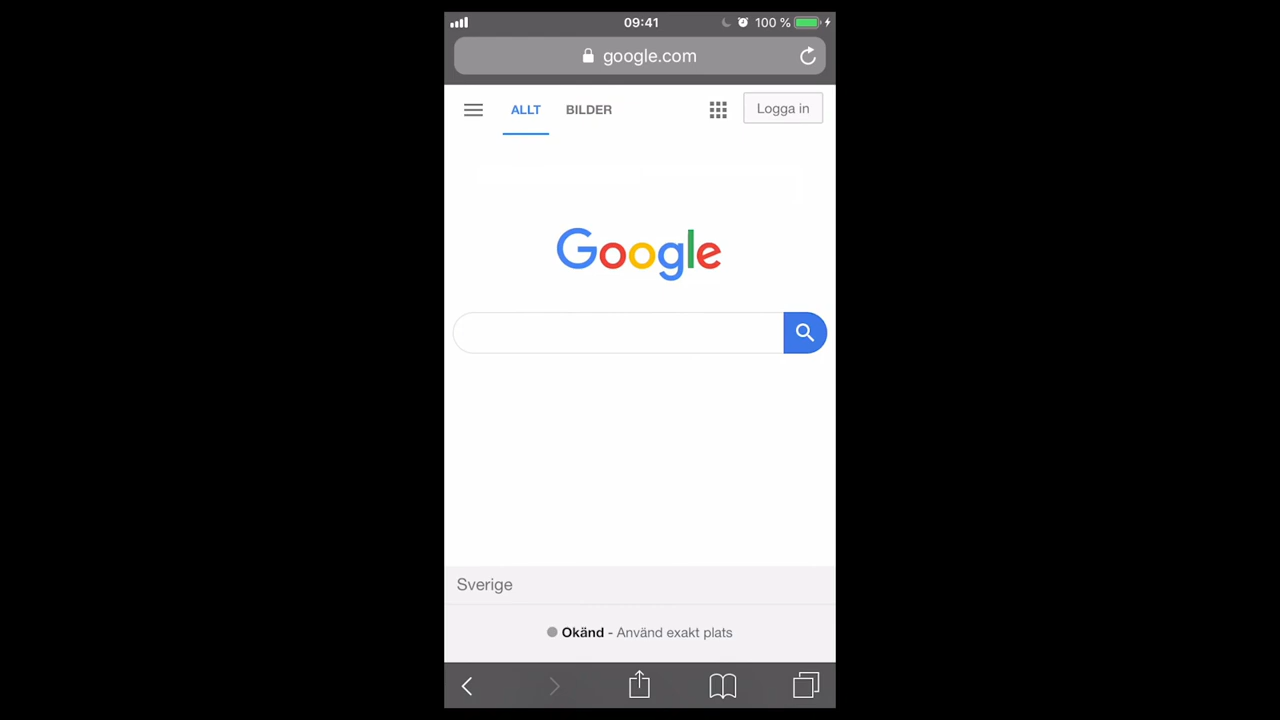 09:41
100 %
google.com
ALLT
BILDER
Logga in
Google
Sverige
Okänd - Använd exakt plats